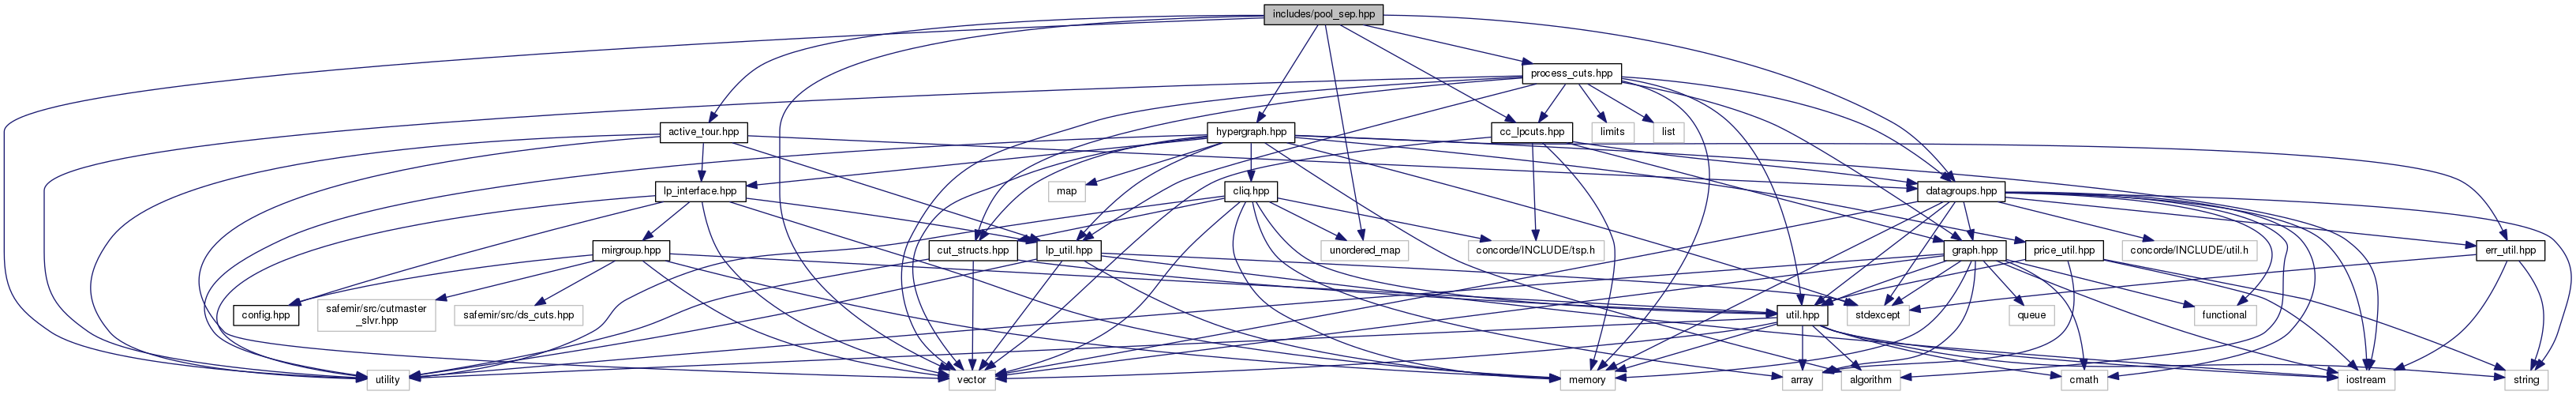 includes/pool_sep.hpp
process_cuts.hpp
active_tour.hpp
hypergraph.hpp
cc_lpcuts.hpp
limits
list
lp_interface.hpp
map
cliq.hpp
datagroups.hpp
mirgroup.hpp
cut_structs.hpp
lp_util.hpp
unordered_map
concorde/INCLUDE/tsp.h
graph.hpp
price_util.hpp
concorde/INCLUDE/util.h
err_util.hpp
config.hpp
safemir/src/cutmaster
_slvr.hpp
safemir/src/ds_cuts.hpp
util.hpp
stdexcept
queue
functional
utility
vector
memory
array
algorithm
cmath
iostream
string